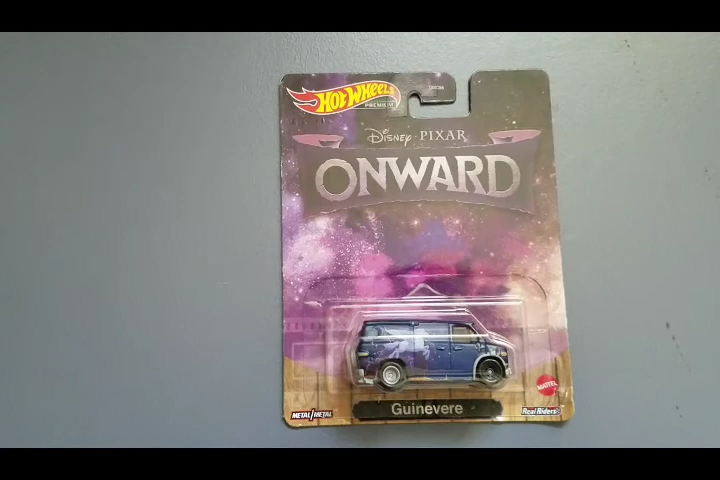 HOT WHEELS
PREMIUM
Disney · PIXAR
ONWARD
MATTEL
Guinevere
METAL/METAL
Real Riders